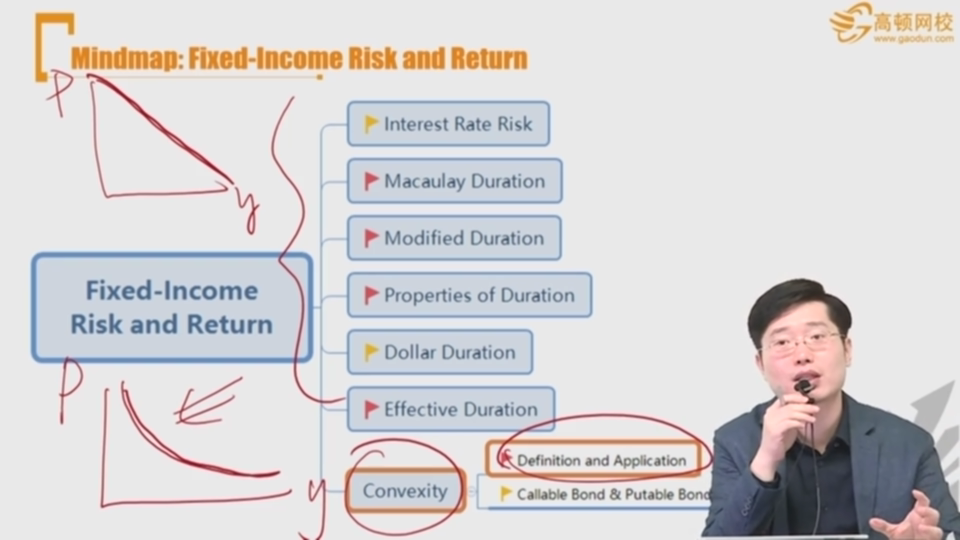 高顿网校
www.gaodun.com
Mindmap: Fixed-Income Risk and Return
P
y
Interest Rate Risk
Macaulay Duration
Modified Duration
Fixed-Income
Risk and Return
Properties of Duration
Dollar Duration
Effective Duration
P
y
Convexity
Definition and Application
Callable Bond & Putable Bond